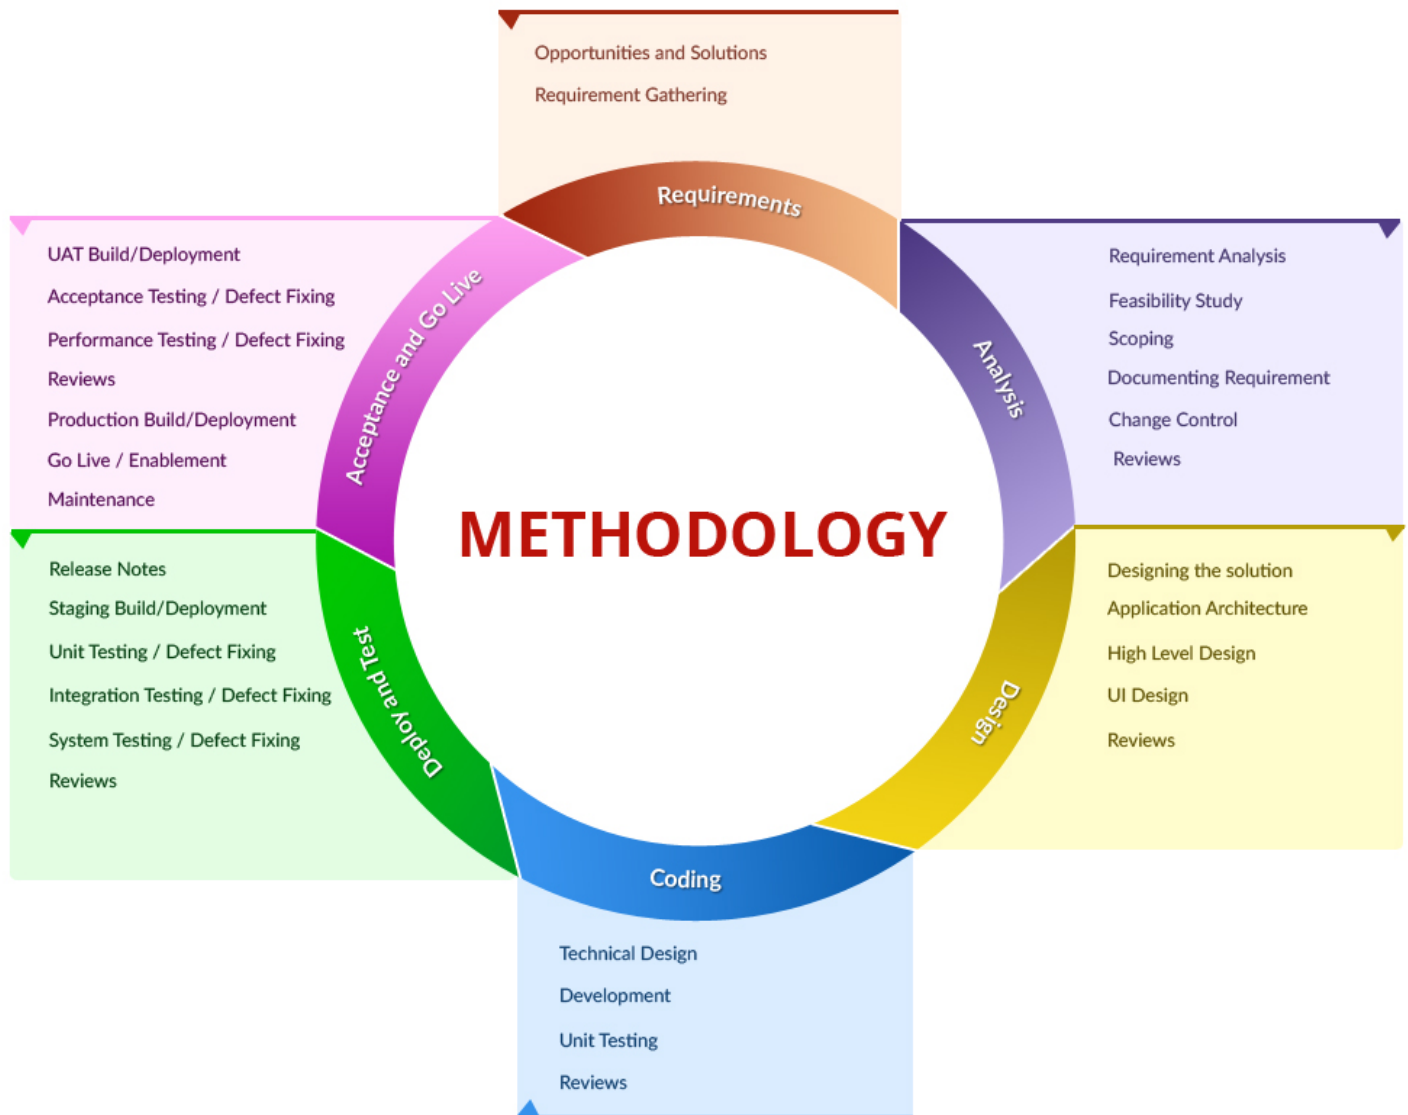 Opportunities and Solutions
Requirement Gathering
Requirements
Requirement Analysis
Feasibility Study
Scoping
Documenting Requirement
Change Control
Reviews
Analysis
Designing the solution
Application Architecture
High Level Design
UI Design
Reviews
Design
Coding
Technical Design
Development
Unit Testing
Reviews
Release Notes
Staging Build/Deployment
Unit Testing / Defect Fixing
Integration Testing / Defect Fixing
System Testing / Defect Fixing
Reviews
Deploy and Test
UAT Build/Deployment
Acceptance Testing / Defect Fixing
Performance Testing / Defect Fixing
Reviews
Production Build/Deployment
Go Live / Enablement
Maintenance
Acceptance and Go Live
METHODOLOGY